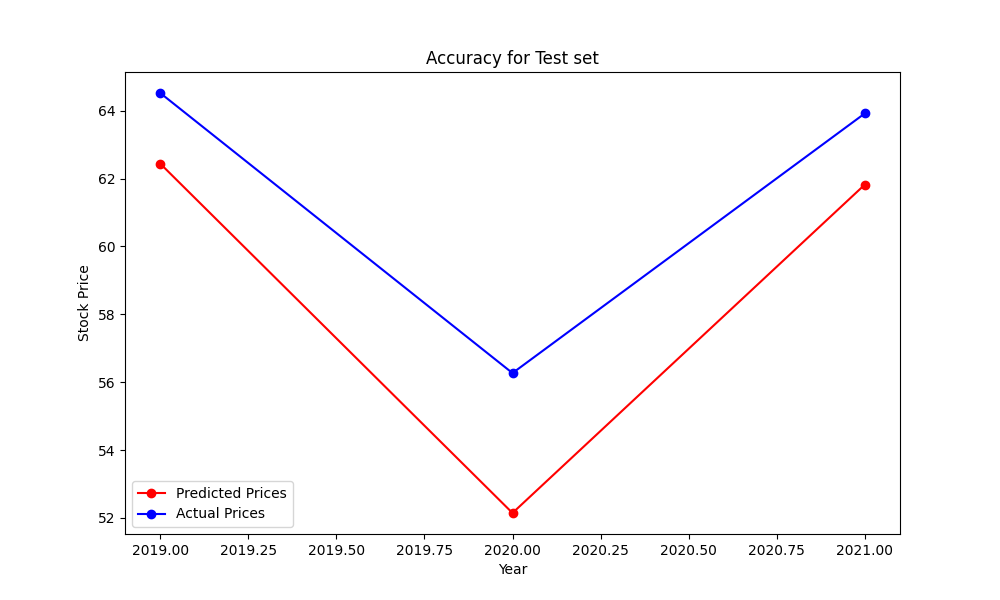 Accuracy for Test set
Stock Price
64
62
60
58
56
54
52
Predicted Prices
Actual Prices
2019.00 2019.25 2019.50 2019.75 2020.00 2020.25 2020.50 2020.75 2021.00
Year